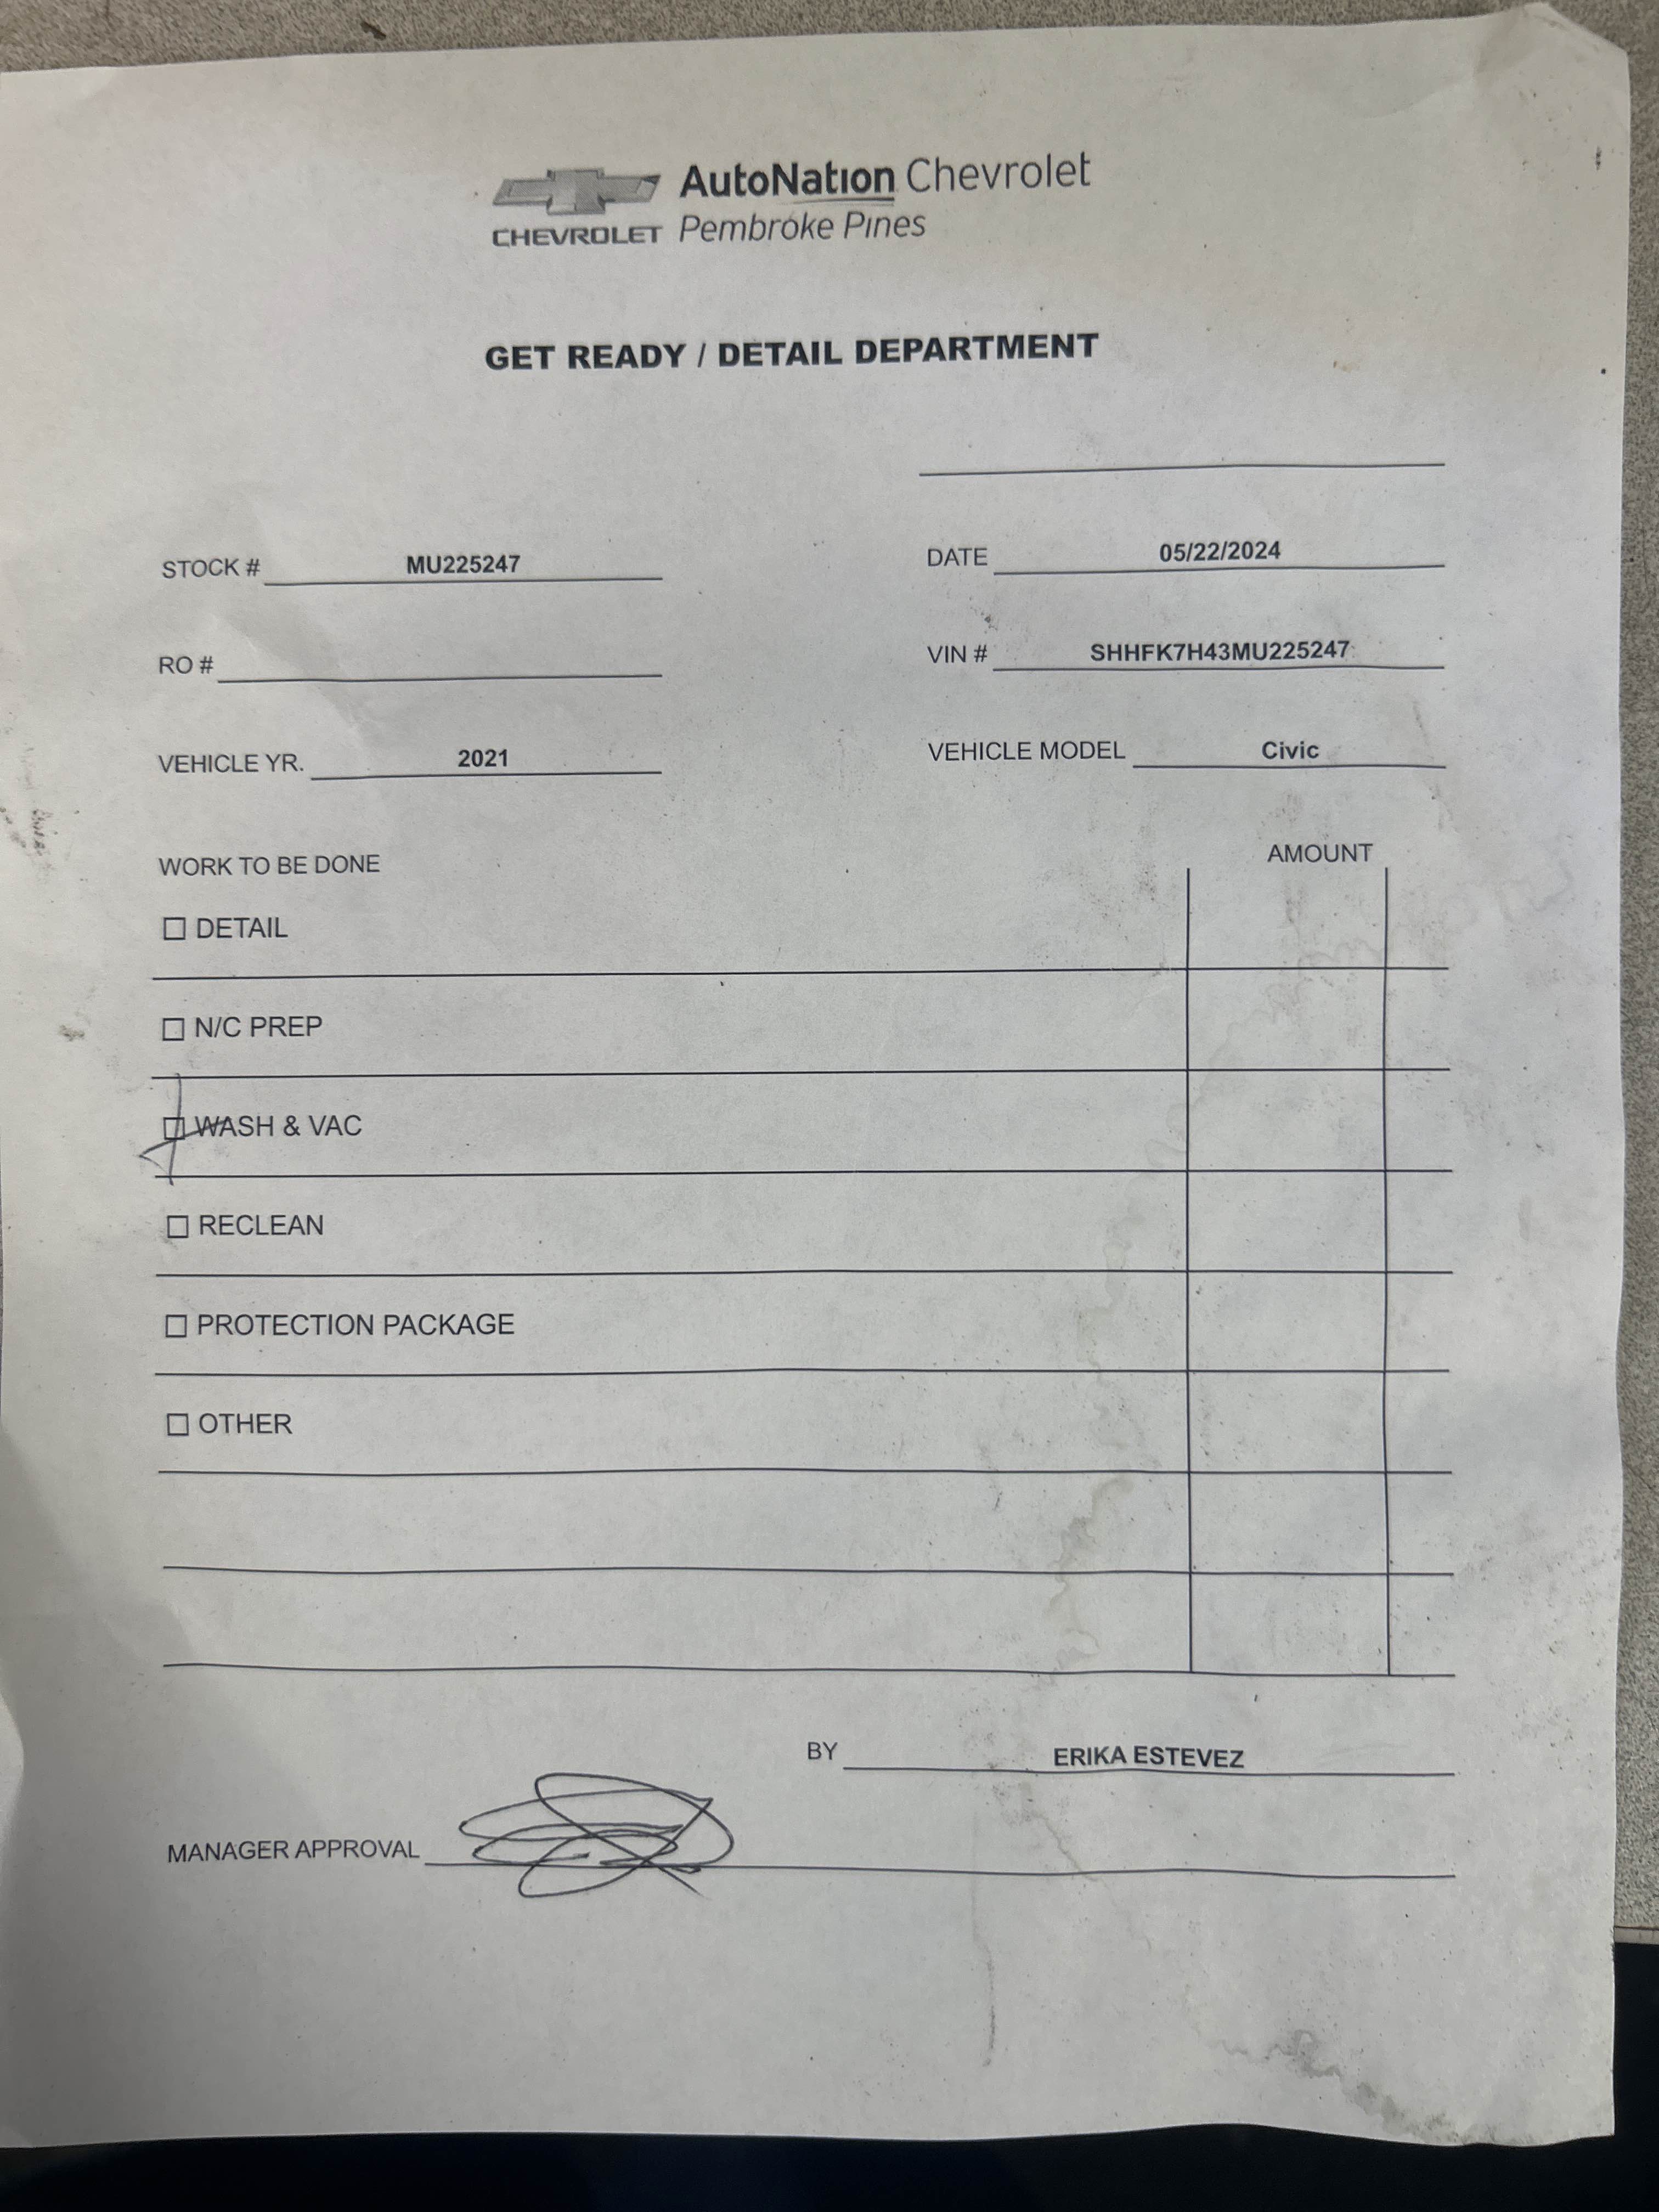 AutoNation Chevrolet
CHEVROLET Pembroke Pines
GET READY / DETAIL DEPARTMENT
STOCK # MU225247 DATE 05/22/2024
RO # VIN # SHHFK7H43MU225247
VEHICLE YR. 2021 VEHICLE MODEL Civic
WORK TO BE DONE AMOUNT
DETAIL
N/C PREP
WASH & VAC
RECLEAN
PROTECTION PACKAGE
OTHER
BY ERIKA ESTEVEZ
MANAGER APPROVAL